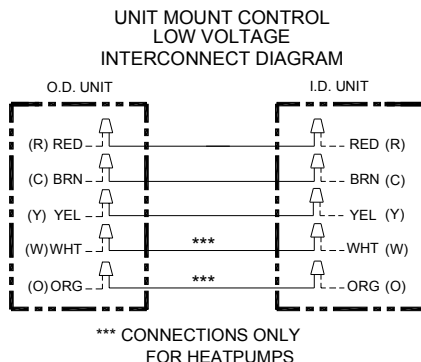 UNIT MOUNT CONTROL
LOW VOLTAGE
INTERCONNECT DIAGRAM
O.D. UNIT I.D. UNIT
(R) RED RED (R)
(C) BRN BRN (C)
(Y) YEL YEL (Y)
(W) WHT *** WHT (W)
(O) ORG *** ORG (O)
*** CONNECTIONS ONLY
FOR HEATPUMPS